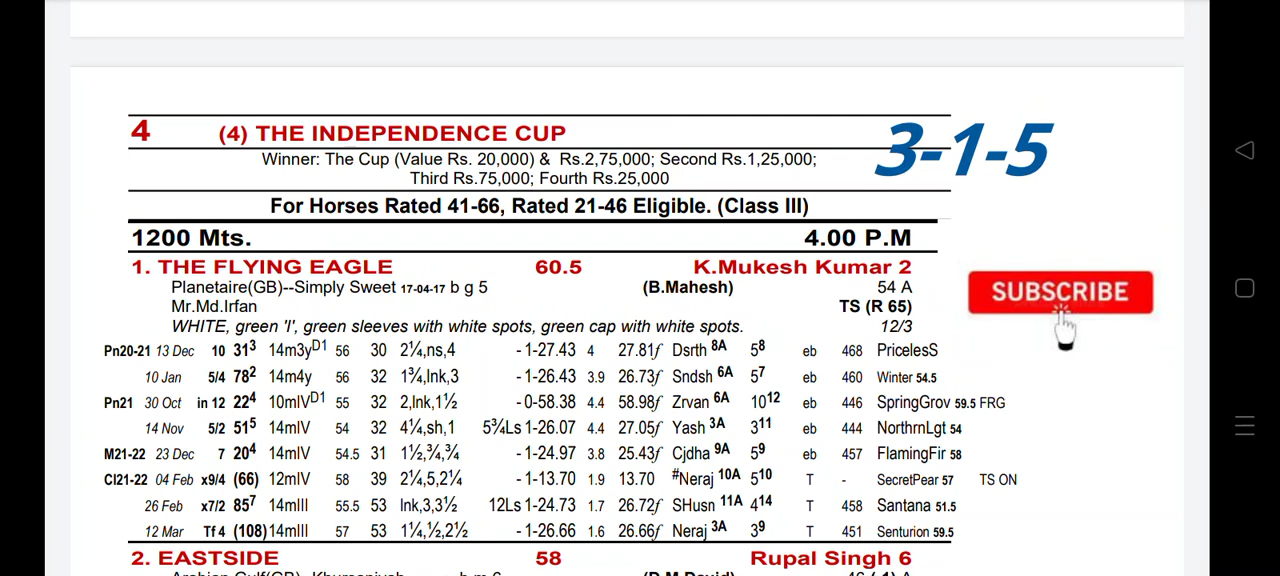 4 (4) THE INDEPENDENCE CUP 3-1-5
Winner: The Cup (Value Rs. 20,000) & Rs.2,75,000; Second Rs.1,25,000;
Third Rs.75,000; Fourth Rs.25,000
For Horses Rated 41-66, Rated 21-46 Eligible. (Class III)
1200 Mts. 4.00 P.M
1. THE FLYING EAGLE 60.5 K.Mukesh Kumar 2
Planetaire(GB)--Simply Sweet 17-04-17 b g 5 (B.Mahesh) 54 A
SUBSCRIBE
Mr.Md.Irfan TS (R 65)
WHITE, green 'I', green sleeves with white spots, green cap with white spots. 12/3
Pn20-21 13 Dec 10 31³ 14m3yD1 56 30 2¼,ns,4 - 1-27.43 4 27.81f Dsrth 8A 5⁸ eb 468 PricelesS
10 Jan 5/4 78² 14m4y 56 32 1¾,lnk,3 - 1-26.43 3.9 26.73f Sndsh 6A 5⁷ eb 460 Winter 54.5
Pn21 30 Oct in 12 22⁴ 10mIVD1 55 32 2,lnk,1½ - 0-58.38 4.4 58.98f Zrvan 6A 10¹² eb 446 SpringGrov 59.5 FRG
14 Nov 5/2 51⁵ 14mIV 54 32 4¼,sh,1 5¾Ls 1-26.07 4.4 27.05f Yash 3A 3¹¹ eb 444 NorthrnLgt 54
M21-22 23 Dec 7 20⁴ 14mIV 54.5 31 1½,¾,¾ - 1-24.97 3.8 25.43f Cjdha 9A 5⁹ eb 457 FlamingFir 58
CI21-22 04 Feb x9/4 (66) 12mIV 58 39 2¼,5,2¼ - 1-13.70 1.9 13.70 #Neraj 10A 5¹⁰ T - SecretPear 57 TS ON
26 Feb x7/2 85⁷ 14mIII 55.5 53 lnk,3,3½ 12Ls 1-24.73 1.7 26.72f SHusn 11A 4¹⁴ T 458 Santana 51.5
12 Mar Tf 4 (108) 14mIII 57 53 1¼,½,2½ - 1-26.66 1.6 26.66f Neraj 3A 3⁹ T 451 Senturion 59.5
2. EASTSIDE 58 Rupal Singh 6